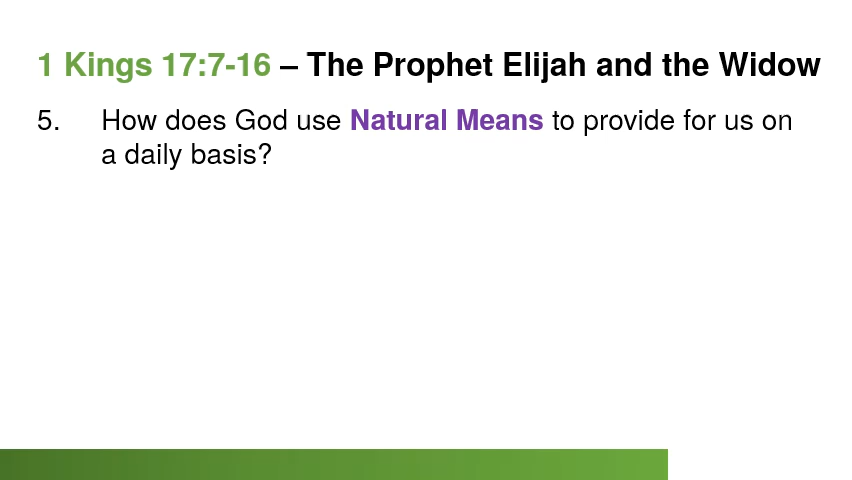 1 Kings 17:7-16 – The Prophet Elijah and the Widow
5. How does God use Natural Means to provide for us on
a daily basis?